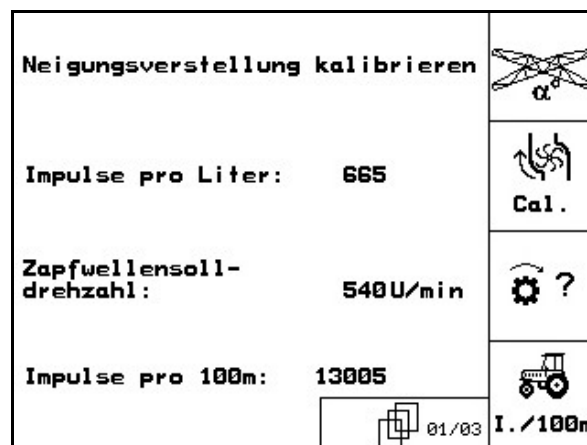 Neigungsverstellung kalibrieren
α
Impulse pro Liter: 665
Cal.
Zapfwellensoll-
drehzahl: 540U/min
?
Impulse pro 100m: 13005
01/03
I./100m